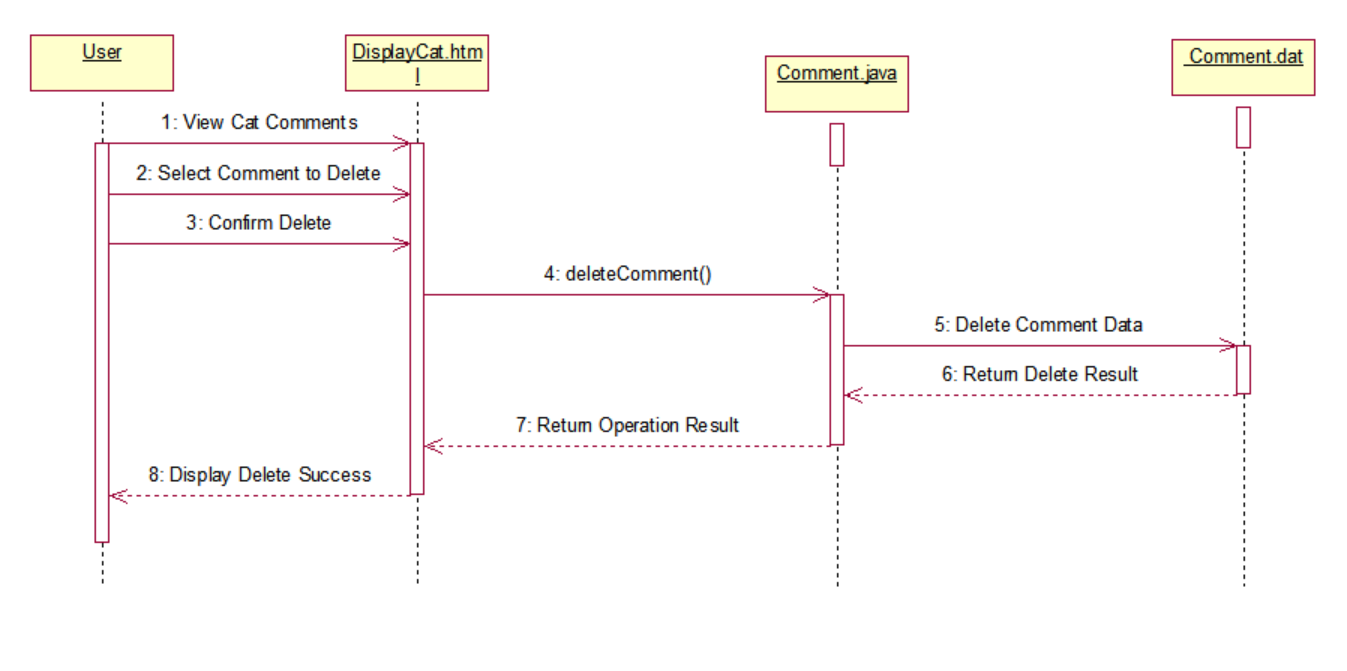 User
DisplayCat.htm
l
Comment.java
Comment.dat
1: View Cat Comments
2: Select Comment to Delete
3: Confirm Delete
4: deleteComment()
5: Delete Comment Data
6: Return Delete Result
7: Return Operation Result
8: Display Delete Success